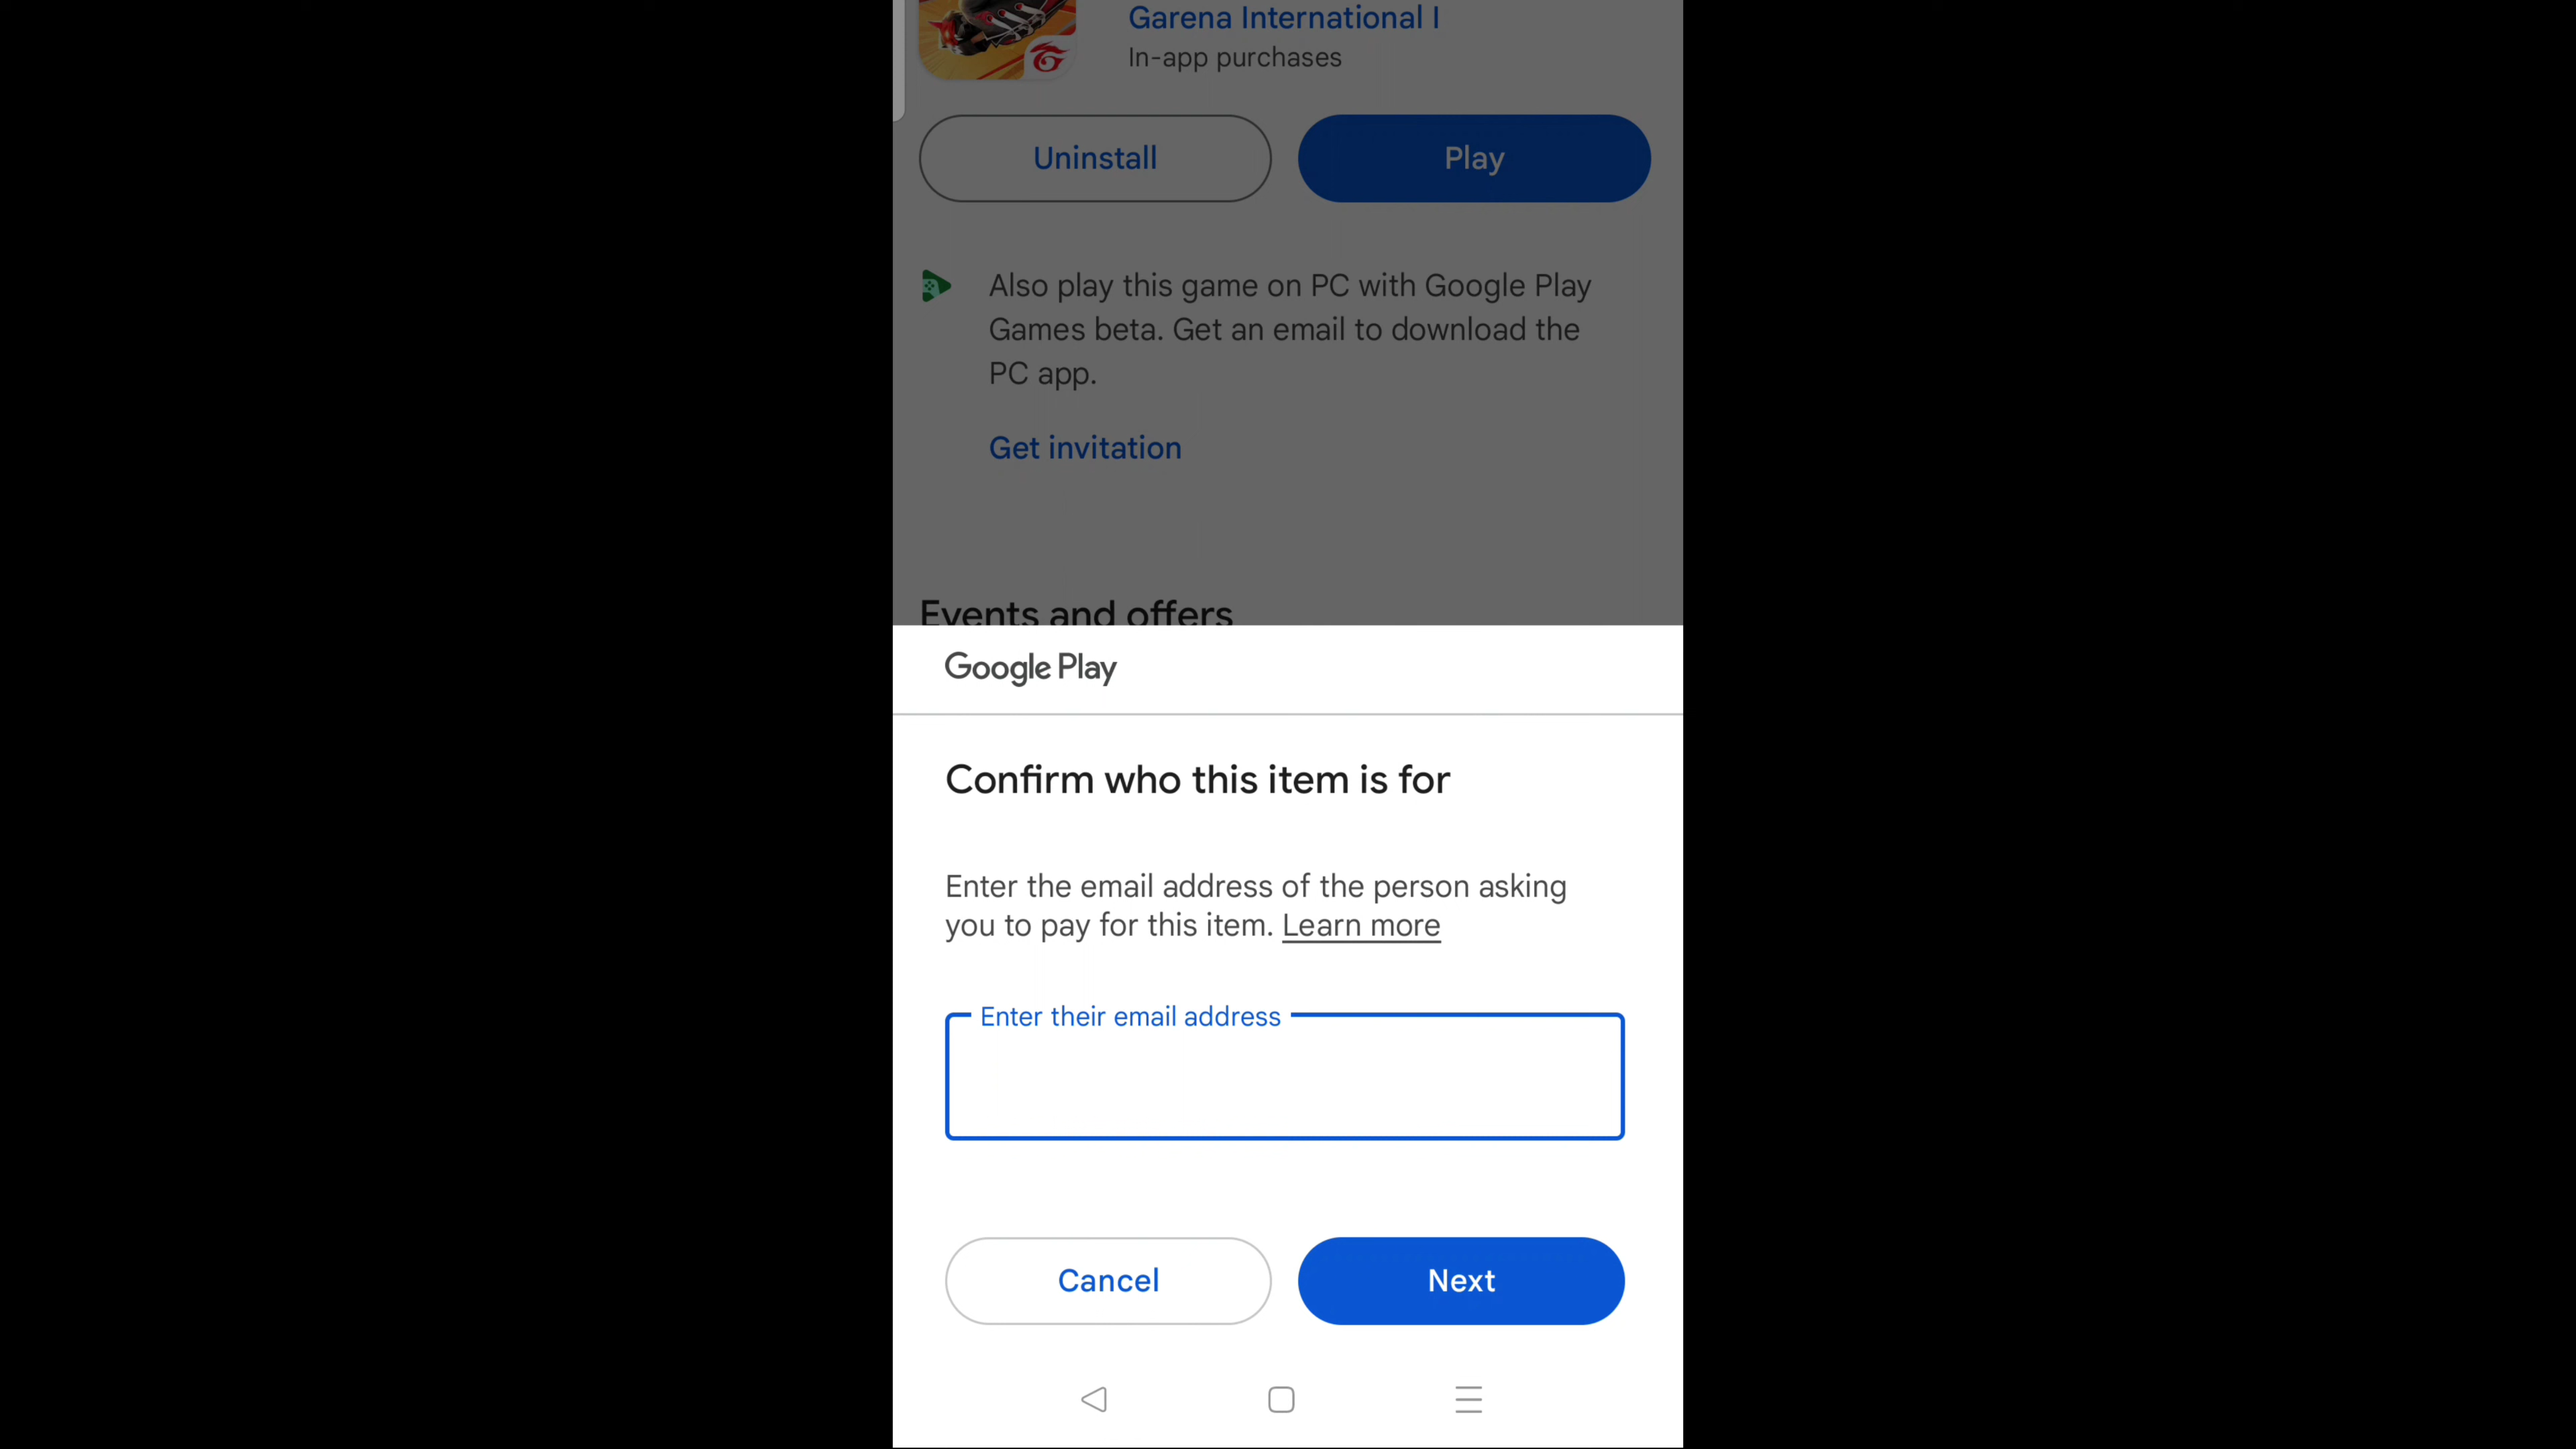 Garena International I
In-app purchases
Uninstall
Play
Also play this game on PC with Google Play
Games beta. Get an email to download the
PC app.
Get invitation
Events and offers
Google Play
Confirm who this item is for
Enter the email address of the person asking
you to pay for this item. Learn more
Enter their email address
Cancel
Next